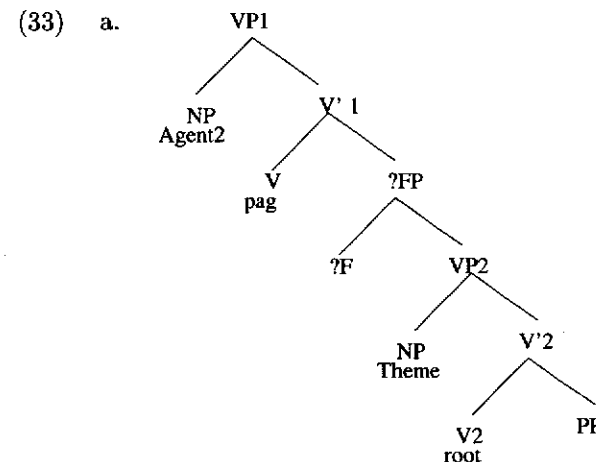 (33) a.
VP1
NP V' 1
Agent2
V ?FP
pag
?F VP2
NP V'2
Theme
V2
root